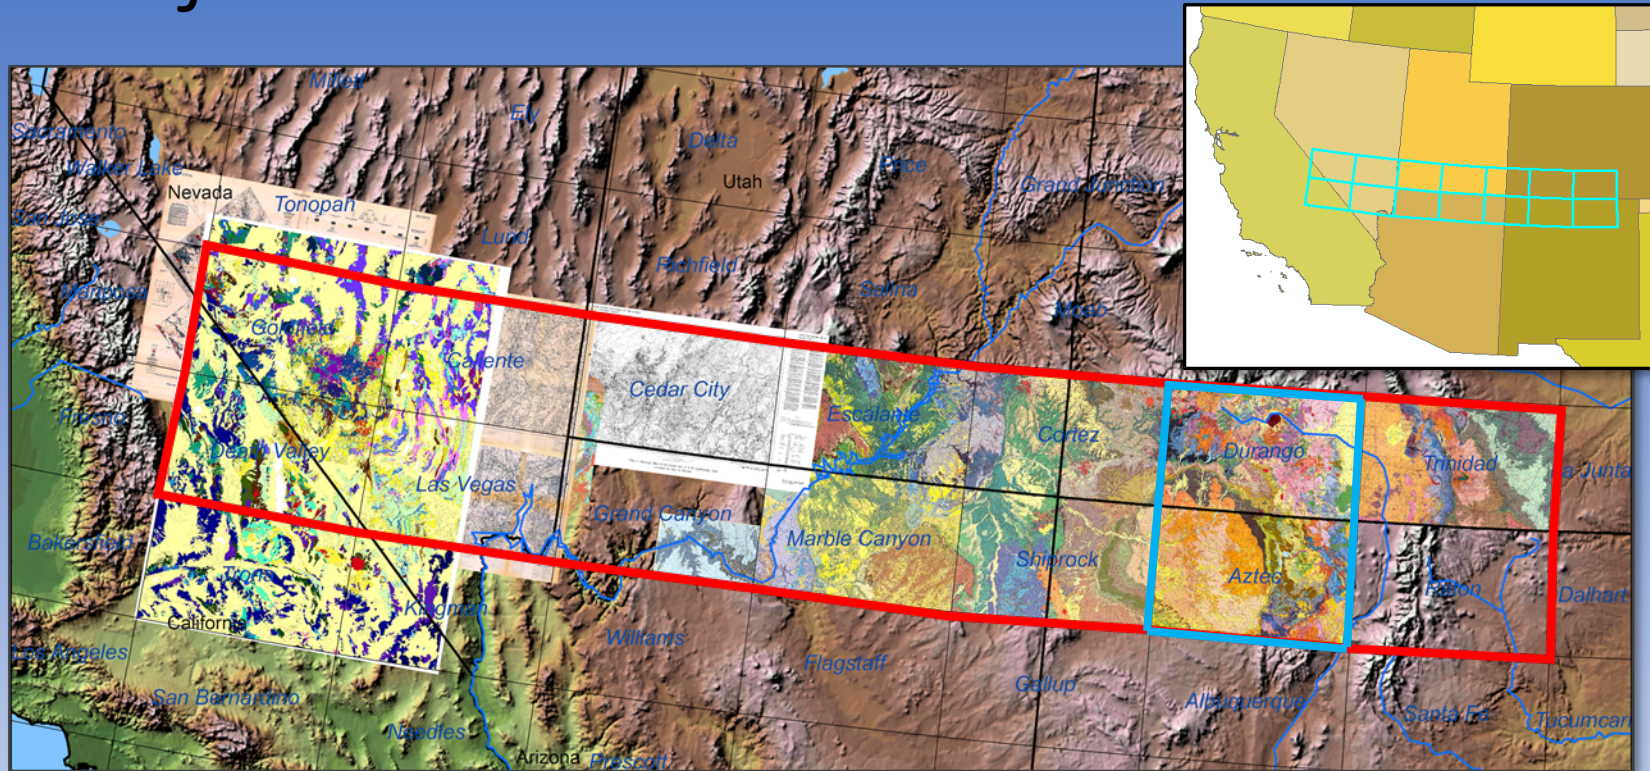 Millett
Ely
Sacramento
Delta
Walker Lake
Price
Utah
Grand Junction
Nevada
Tonopah
San Jose
Lund
Richfield
Mariposa
Salina
Moab
Goldfield
Caliente
Cedar City
Fresno
Escalante
Cortez
Death Valley
Durango
Trinidad
La Junta
Las Vegas
Grand Canyon
Bakersfield
Marble Canyon
Shiprock
Trona
Aztec
Raton
Dalhart
Kingman
California
Williams
Los Angeles
Flagstaff
Gallup
San Bernardino
Albuquerque
Santa Fe
Tucumcari
Needles
Arizona
Prescott